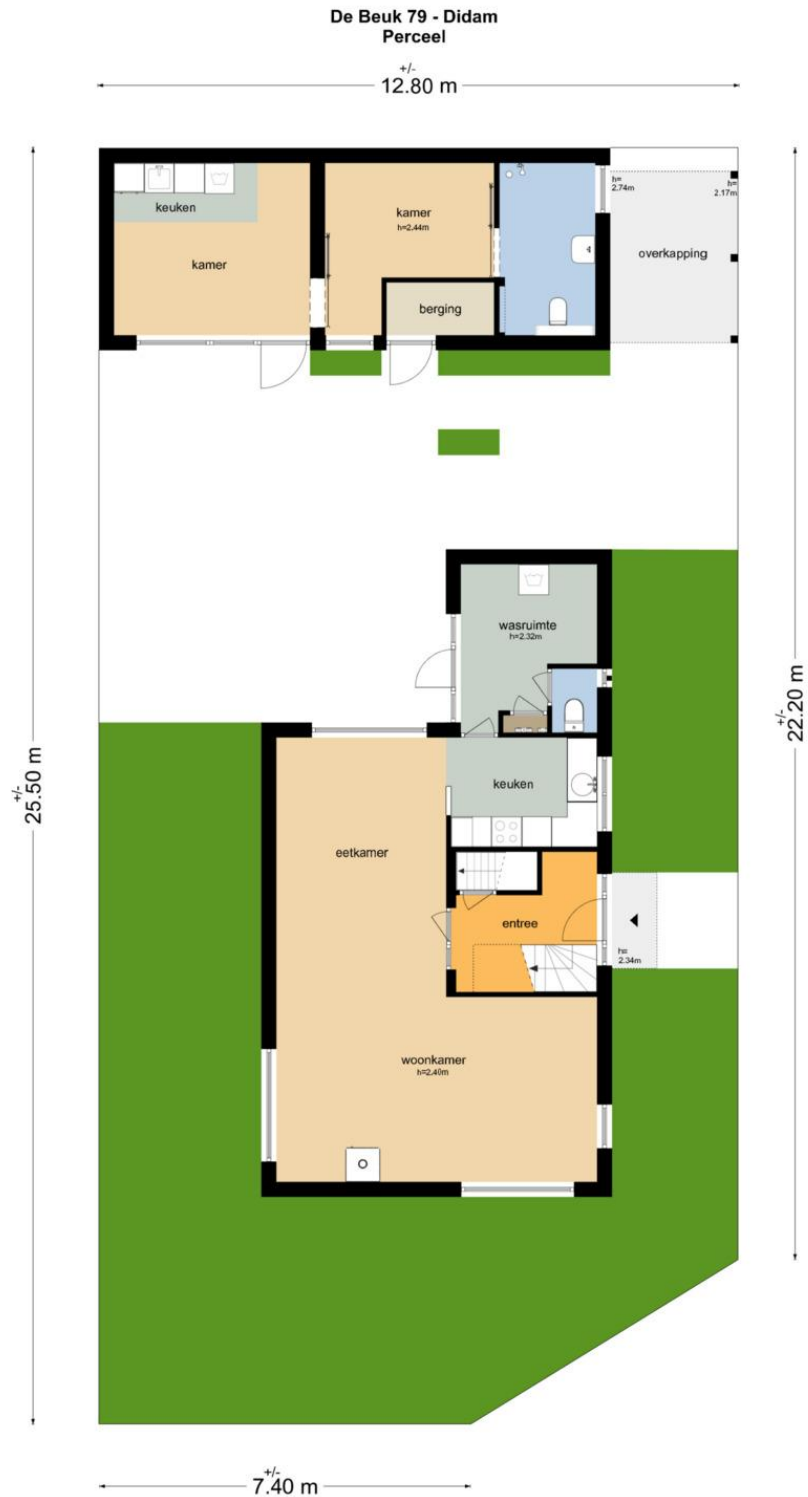 De Beuk 79 - Didam
Perceel
+/-
12.80 m
keuken
kamer
kamer
h=2.44m
berging
h=
2.74m
h=
2.17m
overkapping
wasruimte
h=2.32m
keuken
eetkamer
entree
h=
2.34m
woonkamer
h=2.40m
+/-
25.50 m
+/-
22.20 m
+/-
7.40 m